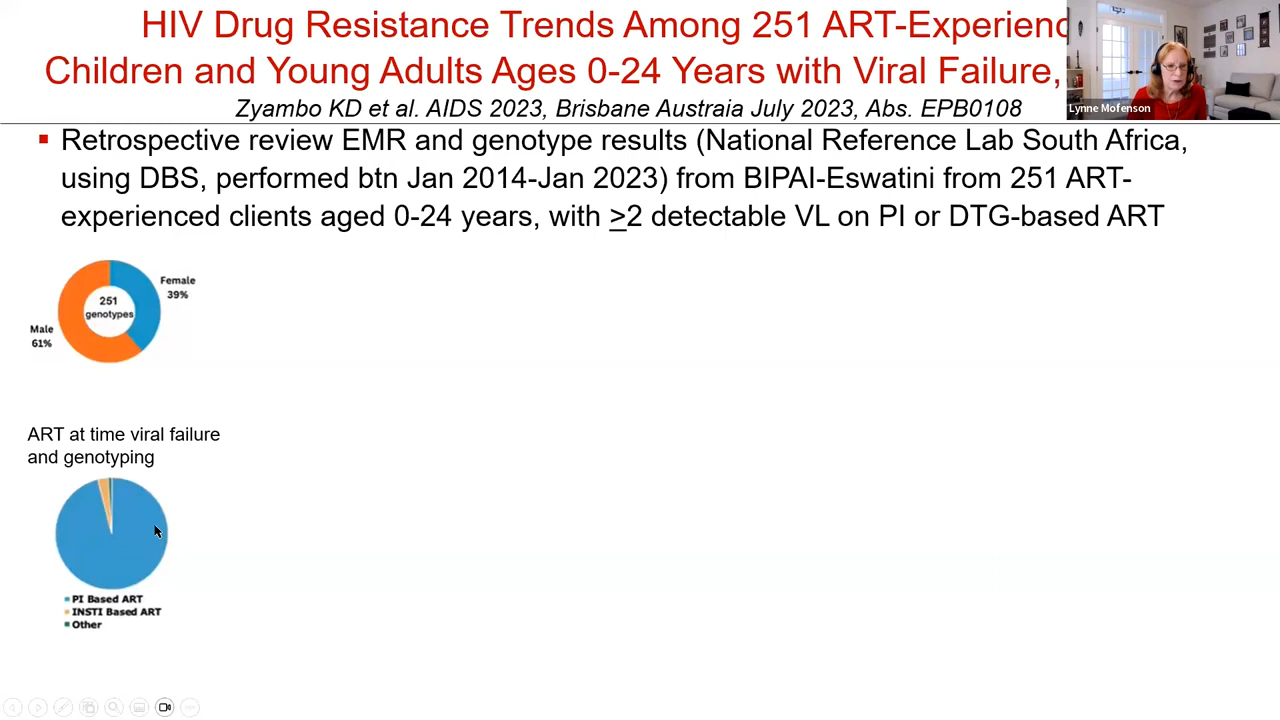 HIV Drug Resistance Trends Among 251 ART-Experienc
Children and Young Adults Ages 0-24 Years with Viral Failure,
Zyambo KD et al. AIDS 2023, Brisbane Austraia July 2023, Abs. EPB0108
Lynne Mofenson
Retrospective review EMR and genotype results (National Reference Lab South Africa,
using DBS, performed btn Jan 2014-Jan 2023) from BIPAI-Eswatini from 251 ART-
experienced clients aged 0-24 years, with >2 detectable VL on PI or DTG-based ART
Female
39%
251
genotypes
Male
61%
ART at time viral failure
and genotyping
PI Based ART
INSTI Based ART
Other